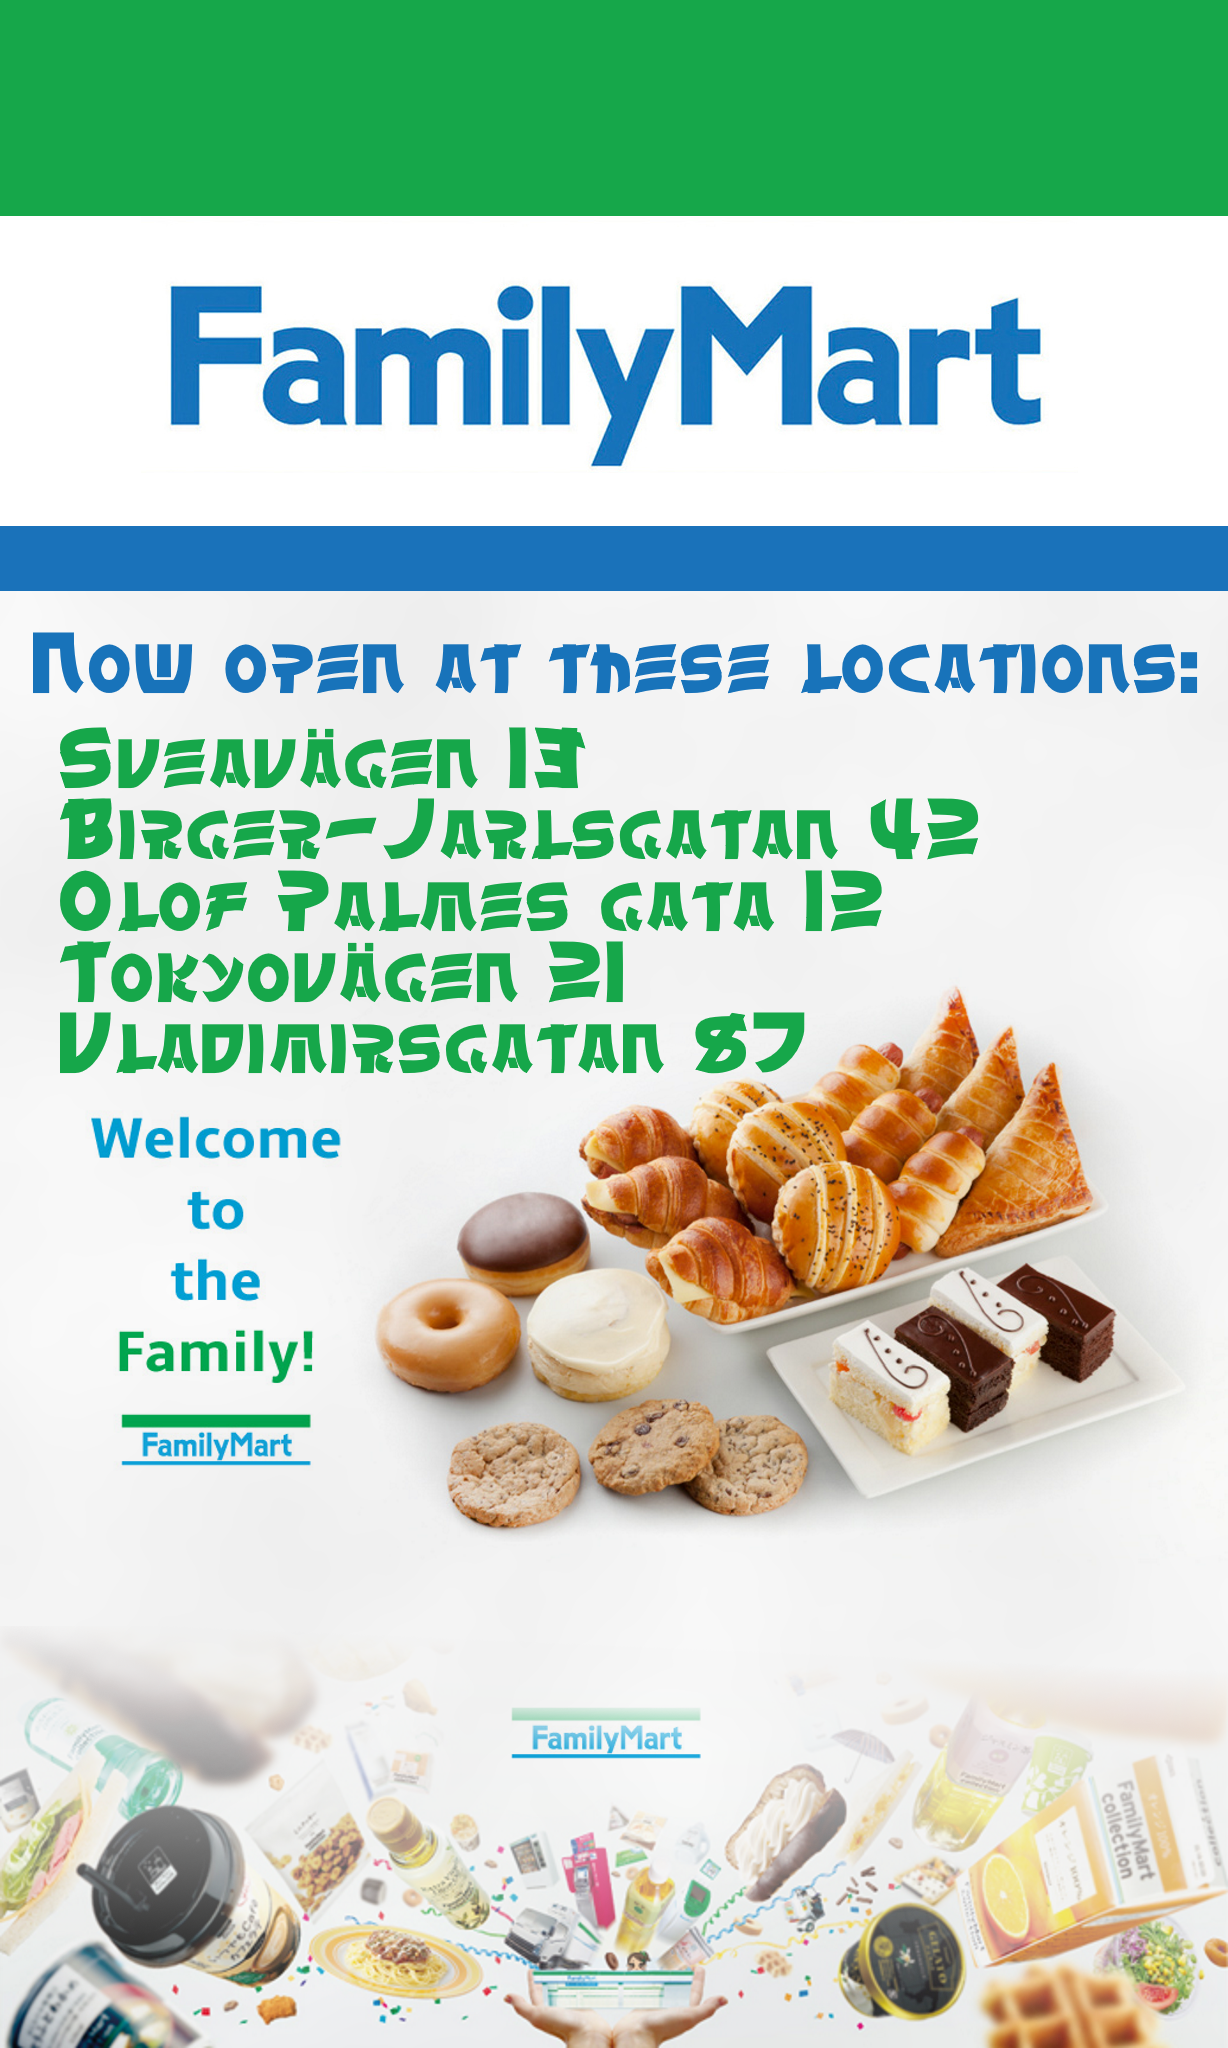 FamilyMart
Now open at these locations:
Sveavägen 13
Birger-Jarlsgatan 42
Olof Palmes gata 12
Tokyovägen 21
Vladimirsgatan 87
Welcome
to
the
Family!
FamilyMart
FamilyMart
FamilyMart
collection
GELATO